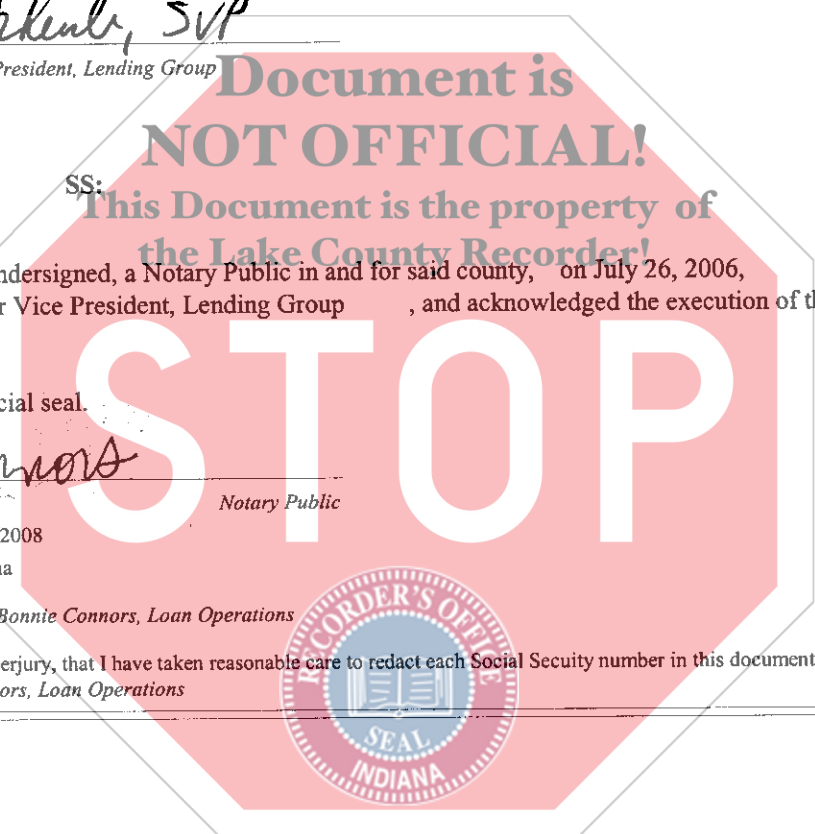 SVP
President, Lending Group
Document is
NOT OFFICIAL!
SS:
This Document is the property of
the Lake County Recorder!
ndersigned, a Notary Public in and for said county, on July 26, 2006,
r Vice President, Lending Group , and acknowledged the execution of th
STOP
cial seal.
nnors
Notary Public
2008
na
Bonnie Connors, Loan Operations
erjury, that I have taken reasonable care to redact each Social Secuity number in this document
ors, Loan Operations
RECORDER'S OFFICE
SEAL
INDIANA